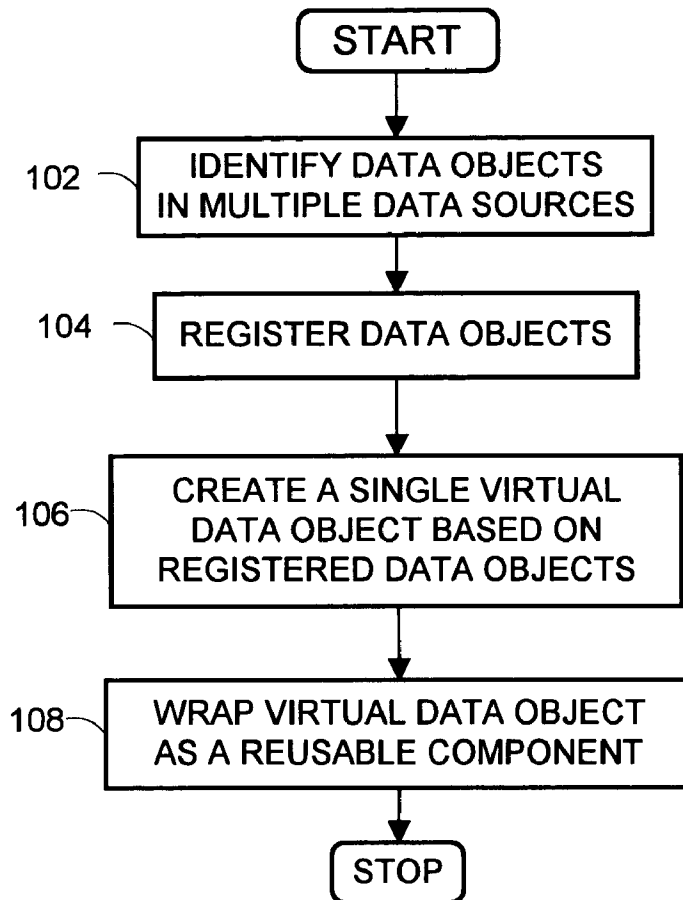 START
102
IDENTIFY DATA OBJECTS
IN MULTIPLE DATA SOURCES
104
REGISTER DATA OBJECTS
106
CREATE A SINGLE VIRTUAL
DATA OBJECT BASED ON
REGISTERED DATA OBJECTS
108
WRAP VIRTUAL DATA OBJECT
AS A REUSABLE COMPONENT
STOP